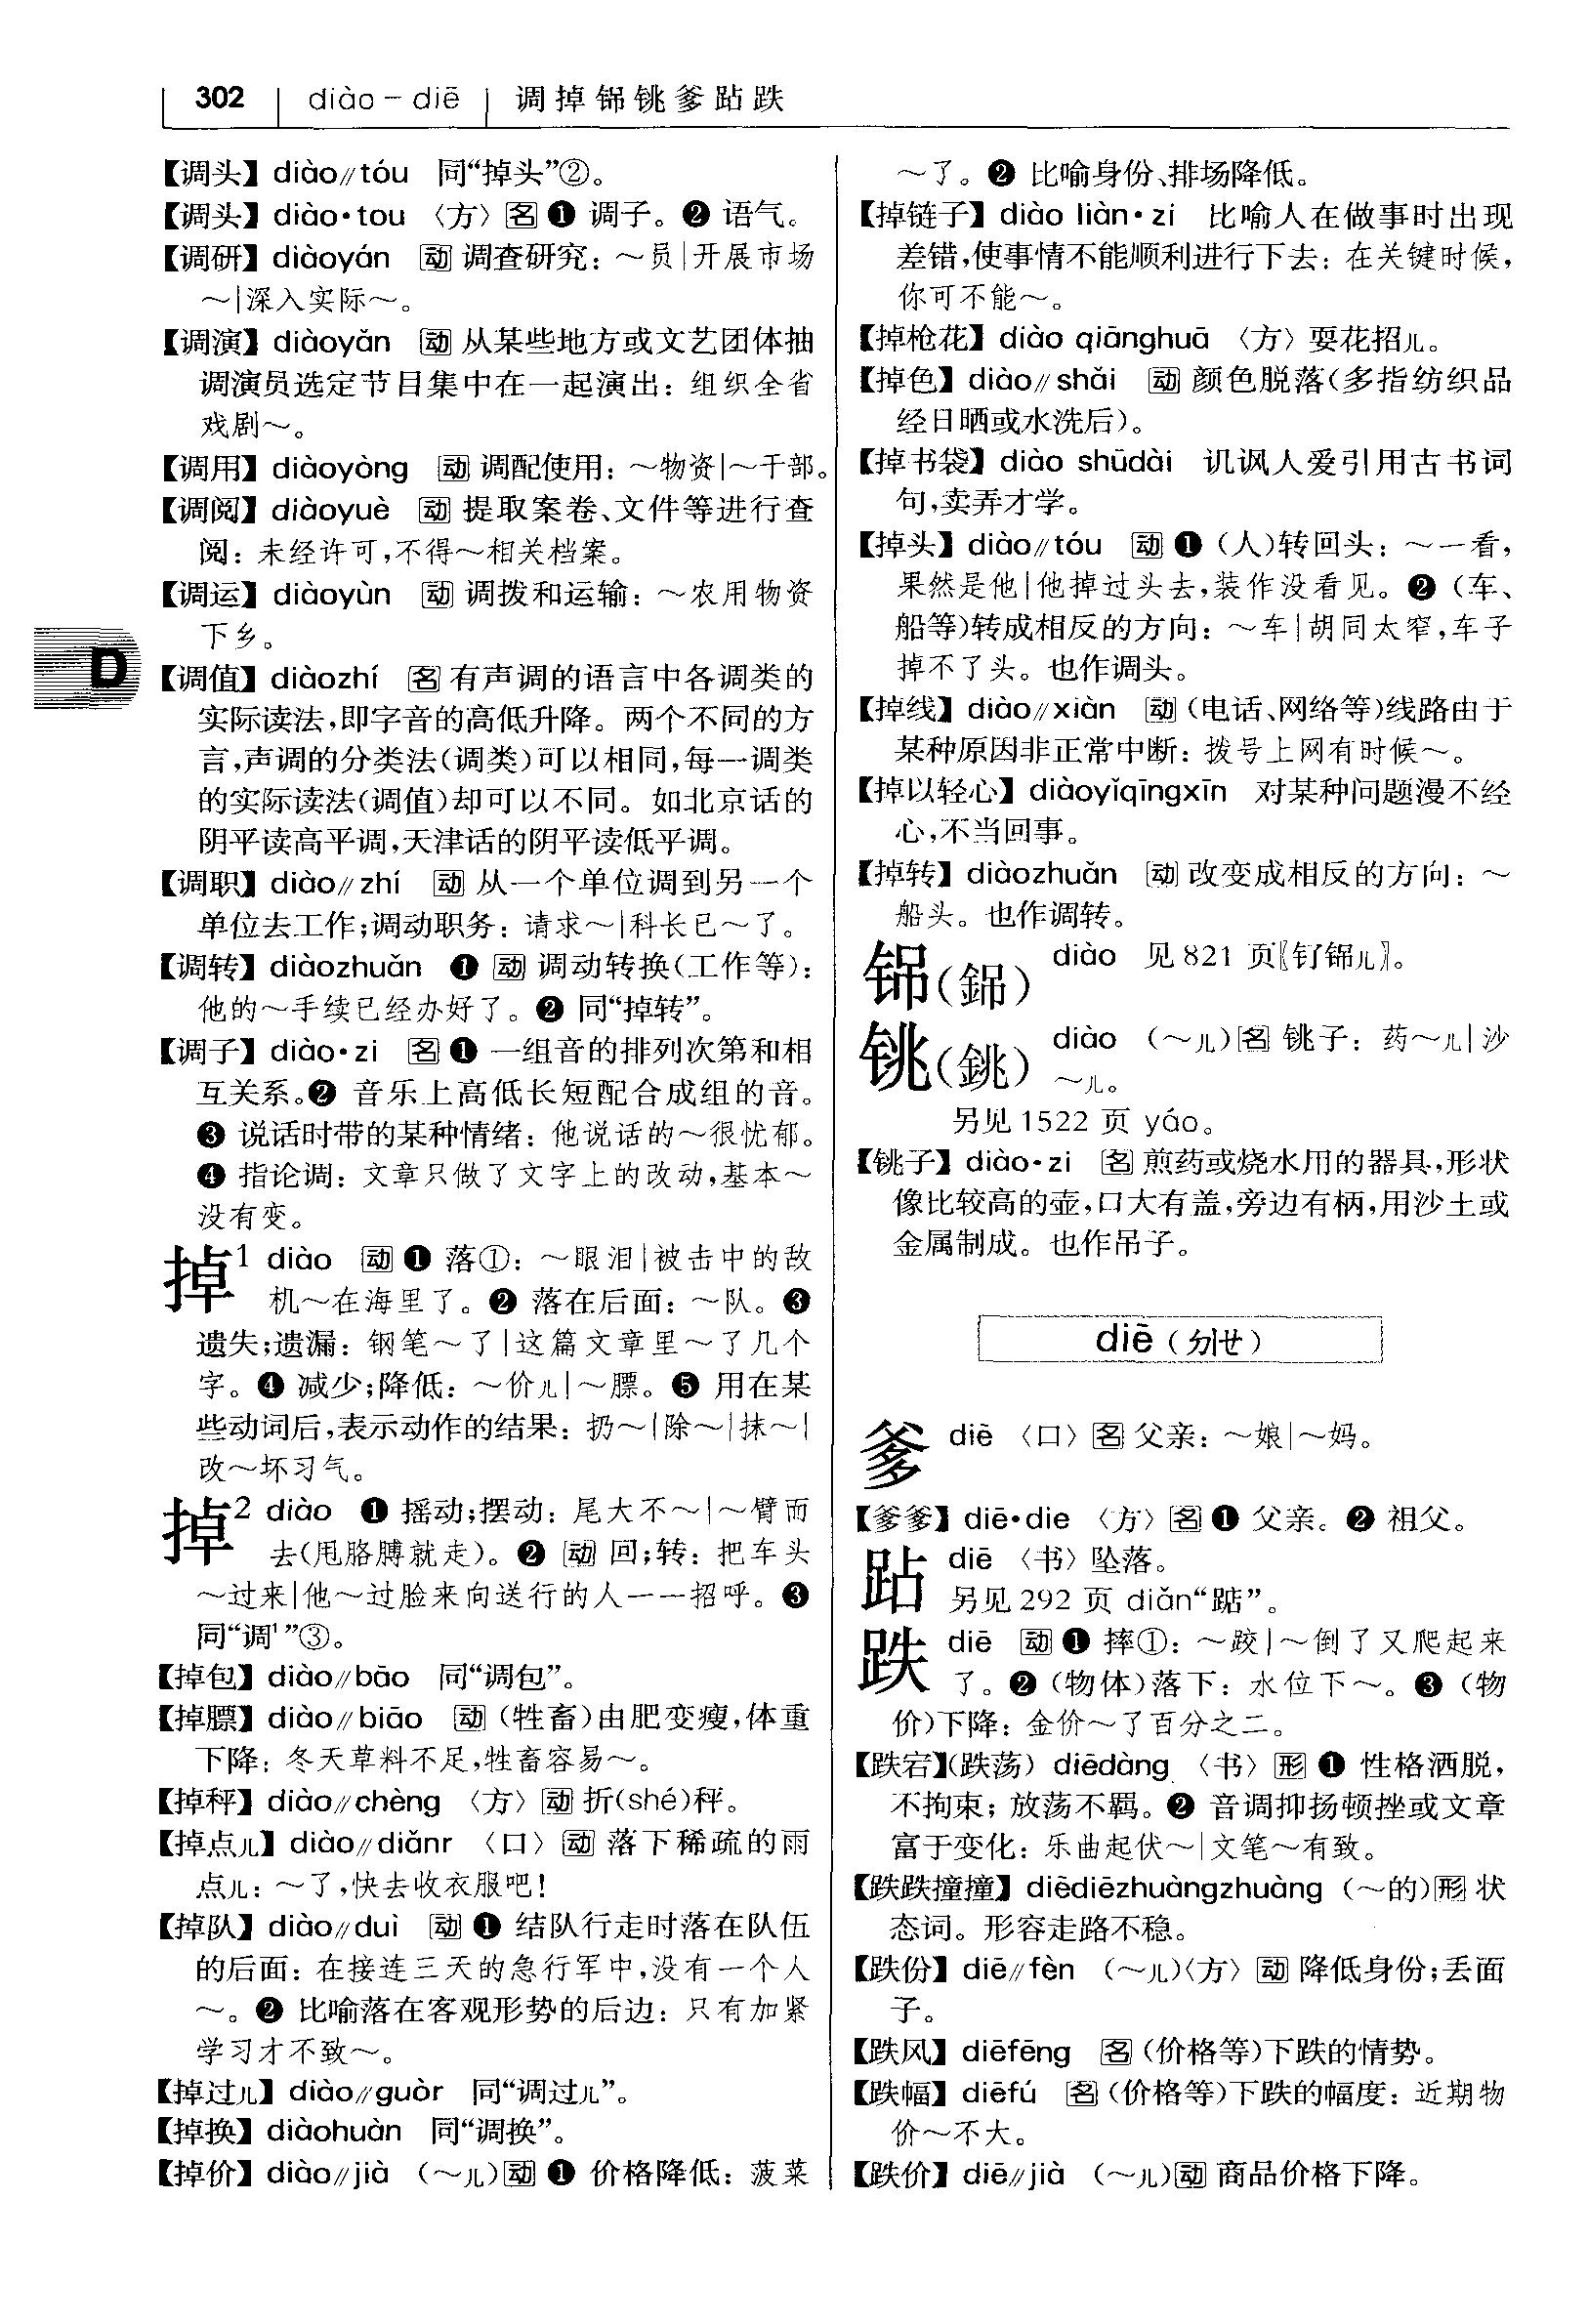 302 diào－diē 调掉锦铫爹跕跌
【调头】diào∥tóu 同“掉头”②。
【调头】diào·tou 〈方〉 名 ❶ 调子。❷ 语气。
【调研】diàoyán 动 调查研究：～员|开展市场
～|深入实际～。
【调演】diàoyǎn 动 从某些地方或文艺团体抽
调演员选定节目集中在一起演出：组织全省
戏剧～。
【调用】diàoyòng 动 调配使用：～物资|～干部。
【调阅】diàoyuè 动 提取案卷、文件等进行查
阅：未经许可，不得～相关档案。
【调运】diàoyùn 动 调拨和运输：～农用物资
下乡。
D
【调值】diàozhí 名 有声调的语言中各调类的
实际读法，即字音的高低升降。两个不同的方
言，声调的分类法（调类）可以相同，每一调类
的实际读法（调值）却可以不同。如北京话的
阴平读高平调，天津话的阴平读低平调。
【调职】diào∥zhí 动 从一个单位调到另一个
单位去工作；调动职务：请求～|科长已～了。
【调转】diàozhuǎn ❶ 动 调动转换（工作等）：
他的～手续已经办好了。❷ 同“掉转”。
【调子】diào·zi 名 ❶ 一组音的排列次第和相
互关系。❷ 音乐上高低长短配合成组的音。
❸ 说话时带的某种情绪：他说话的～很忧郁。
❹ 指论调：文章只做了文字上的改动，基本～
没有变。
掉¹ diào 动 ❶ 落①：～眼泪|被击中的敌
机～在海里了。❷ 落在后面：～队。❸
遗失；遗漏：钢笔～了|这篇文章里～了几个
字。❹ 减少；降低：～价儿|～膘。❺ 用在某
些动词后，表示动作的结果：扔～|除～|抹～|
改～坏习气。
掉² diào ❶ 摇动；摆动：尾大不～|～臂而
去（甩胳膊就走）。❷ 动 回；转：把车头
～过来|他～过脸来向送行的人一一招呼。❸
同“调¹”③。
【掉包】diào∥bāo 同“调包”。
【掉膘】diào∥biāo 动 （牲畜）由肥变瘦，体重
下降：冬天草料不足，牲畜容易～。
【掉秤】diào∥chèng 〈方〉 动 折（shé）秤。
【掉点儿】diào∥diǎnr 〈口〉 动 落下稀疏的雨
点儿：～了，快去收衣服吧！
【掉队】diào∥duì 动 ❶ 结队行走时落在队伍
的后面：在接连三天的急行军中，没有一个人
～。❷ 比喻落在客观形势的后边：只有加紧
学习才不致～。
【掉过儿】diào∥guòr 同“调过儿”。
【掉换】diàohuàn 同“调换”。
【掉价】diào∥jià （～儿）动 ❶ 价格降低：菠菜
～了。❷ 比喻身份、排场降低。
【掉链子】diào liàn·zi 比喻人在做事时出现
差错，使事情不能顺利进行下去：在关键时候，
你可不能～。
【掉枪花】diào qiānghuā 〈方〉 耍花招儿。
【掉色】diào∥shǎi 动 颜色脱落（多指纺织品
经日晒或水洗后）。
【掉书袋】diào shūdài 讥讽人爱引用古书词
句，卖弄才学。
【掉头】diào∥tóu 动 ❶（人）转回头：～一看，
果然是他|他掉过头去，装作没看见。❷（车、
船等）转成相反的方向：～车|胡同太窄，车子
掉不了头。也作调头。
【掉线】diào∥xiàn 动 （电话、网络等）线路由于
某种原因非正常中断：拨号上网有时候～。
【掉以轻心】diàoyǐqīngxīn 对某种问题漫不经
心，不当回事。
【掉转】diàozhuǎn 动 改变成相反的方向：～
船头。也作调转。
𬭬（鍗） diào 见 821 页〖钌𬭬儿〗。
铫（銚） diào （～儿）名 铫子：药～儿|沙
～儿。
另见 1522 页 yáo。
【铫子】diào·zi 名 煎药或烧水用的器具，形状
像比较高的壶，口大有盖，旁边有柄，用沙土或
金属制成。也作吊子。
diē（ㄉㄧㄝ）
爹 diē 〈口〉 名 父亲：～娘|～妈。
【爹爹】diē·die 〈方〉 名 ❶ 父亲。❷ 祖父。
跕 diē 〈书〉 坠落。
另见 292 页 diǎn“踮”。
跌 diē 动 ❶ 摔①：～跤|～倒了又爬起来
了。❷（物体）落下：水位下～。❸（物
价）下降：金价～了百分之二。
【跌宕】（跌荡）diēdàng 〈书〉 形 ❶ 性格洒脱，
不拘束；放荡不羁。❷ 音调抑扬顿挫或文章
富于变化：乐曲起伏～|文笔～有致。
【跌跌撞撞】diēdiēzhuàngzhuàng （～的）形 状
态词。形容走路不稳。
【跌份】diē∥fèn （～儿）〈方〉 动 降低身份；丢面
子。
【跌风】diēfēng 名 （价格等）下跌的情势。
【跌幅】diēfú 名 （价格等）下跌的幅度：近期物
价～不大。
【跌价】diē∥jià （～儿）动 商品价格下降。